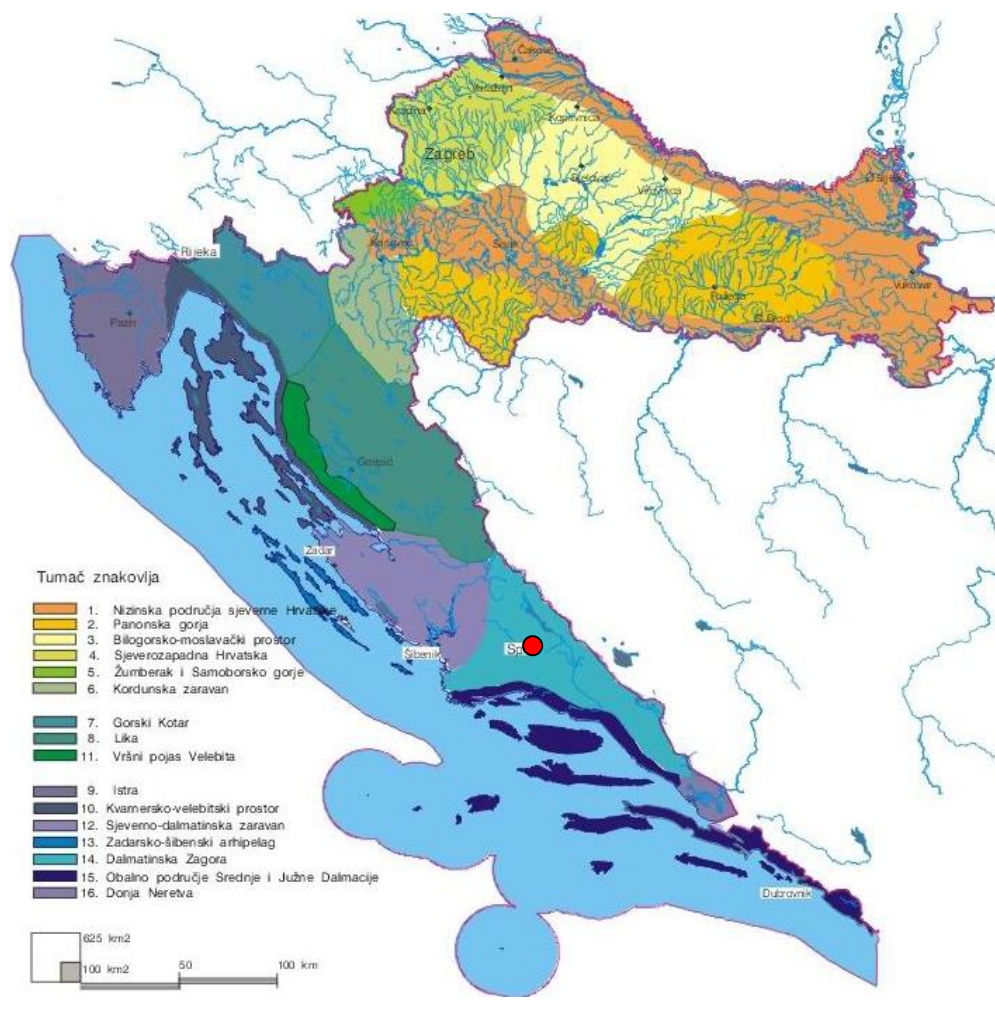 Čakovec
Varaždin
Krapina
Koprivnica
Zagreb
Bjelovar
Virovitica
Osijek
Karlovac
Sisak
Rijeka
Vukovar
Požega
Pazin
Gospić
Zadar
Tumač znakovlja
1. Nizinska područja sjeverne Hrvatske
2. Panonska gorja
3. Bilogorsko-moslavački prostor
4. Sjeverozapadna Hrvatska
5. Žumberak i Samoborsko gorje
6. Kordunska zaravan
Šibenik
Sp
7. Gorski Kotar
8. Lika
11. Vršni pojas Velebita
9. Istra
10. Kvarnersko-velebitski prostor
12. Sjeverno-dalmatinska zaravan
13. Zadarsko-šibenski arhipelag
14. Dalmatinska Zagora
15. Obalno područje Srednje i Južne Dalmacije
16. Donja Neretva
Dubrovnik
625 km2
100 km2
50
100 km